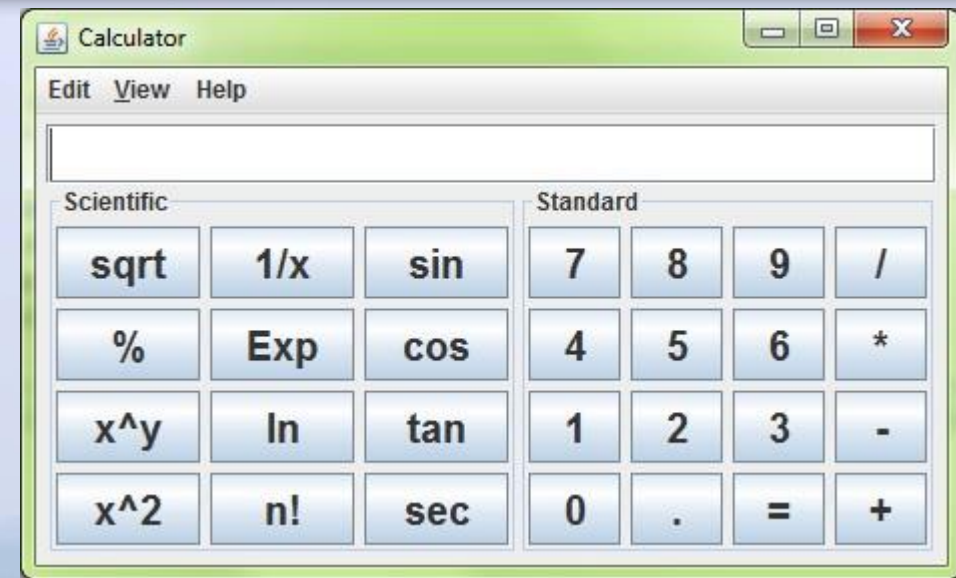 Calculator
Edit View Help
Scientific Standard
sqrt 1/x sin 7 8 9 /
% Exp cos 4 5 6 *
x^y ln tan 1 2 3 -
x^2 n! sec 0 . = +